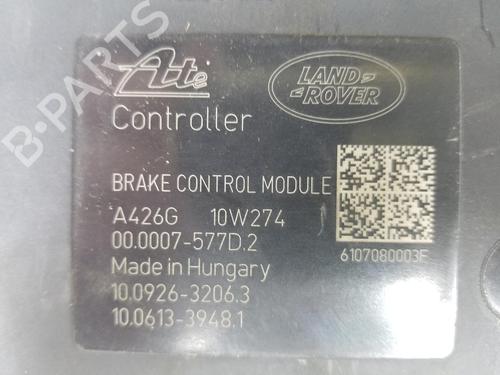 B-PARTS
Ate
LAND
ROVER
Controller
BRAKE CONTROL MODULE
A426G 10W274
00.0007-577D.2
6107080003F
Made in Hungary
10.0926-3206.3
10.0613-3948.1